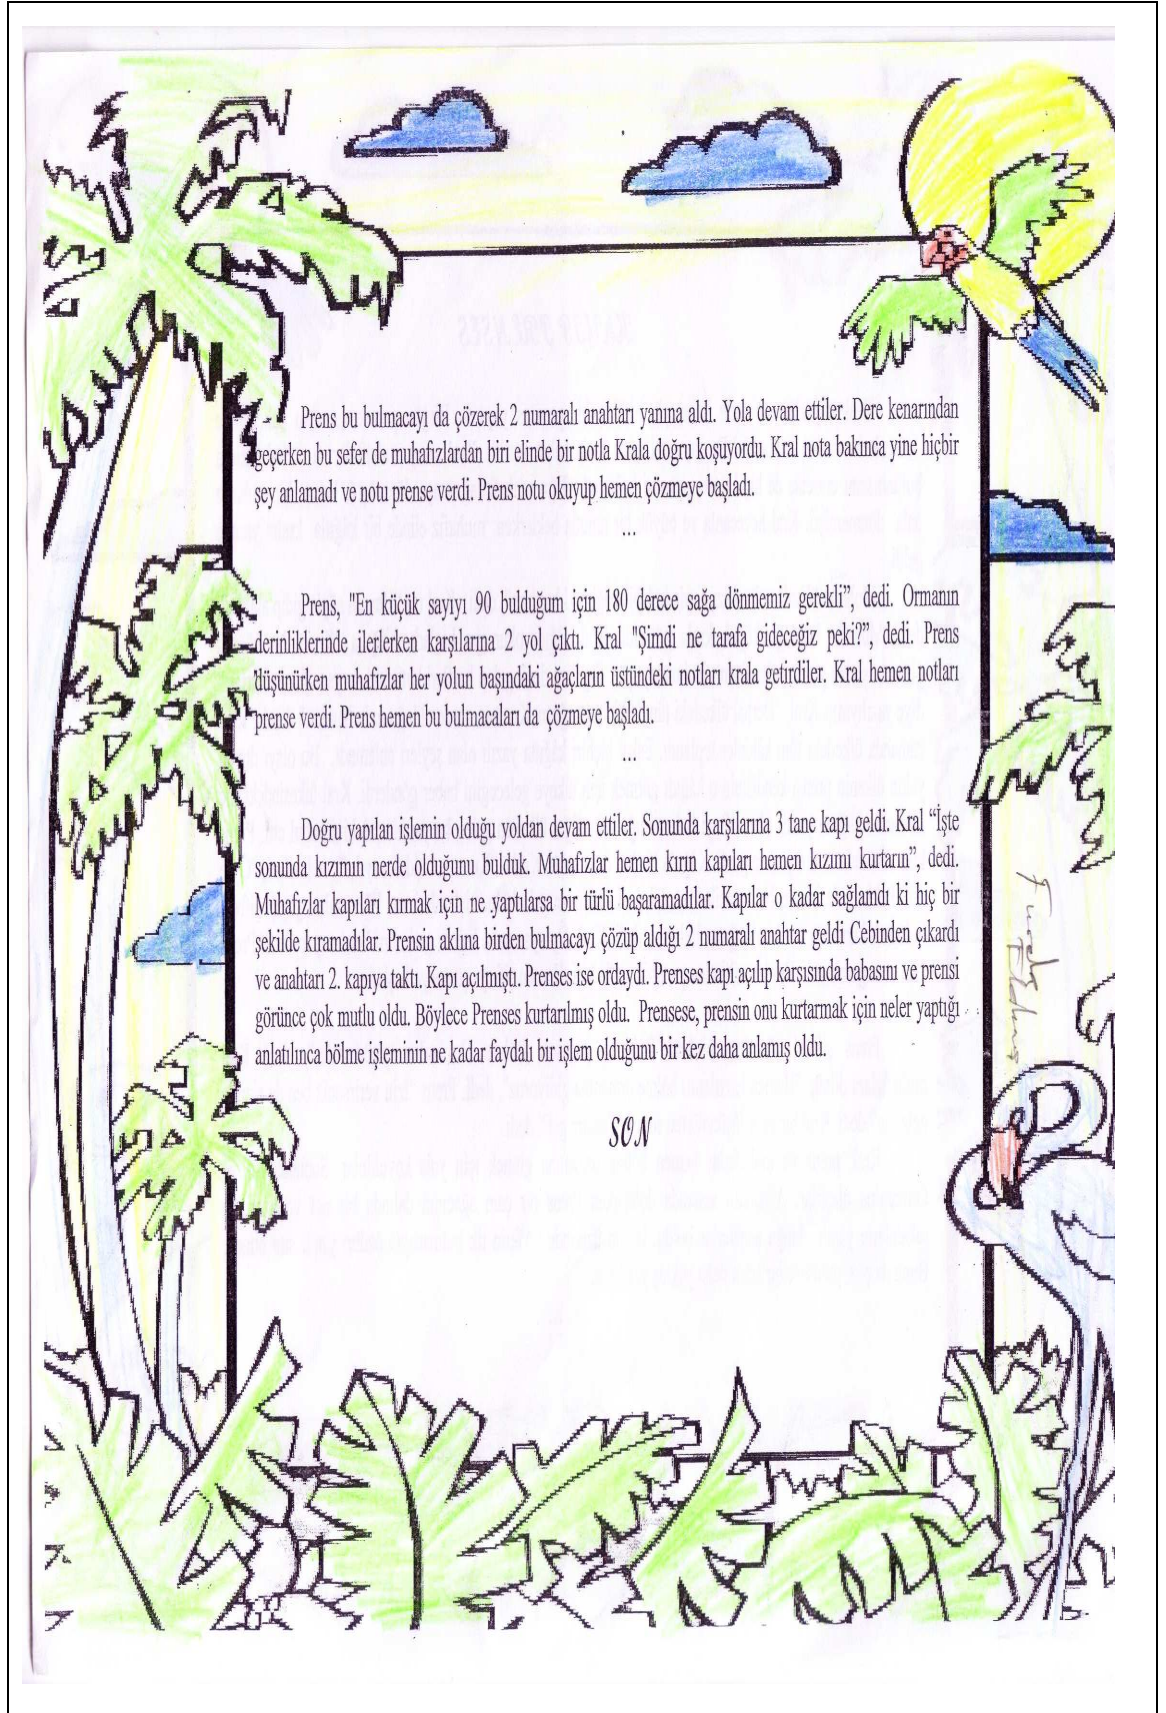 Prens bu bulmacayı da çözerek 2 numaralı anahtarı yanına aldı. Yola devam ettiler. Dere kenarından
geçerken bu sefer de muhafızlardan biri elinde bir notla Krala doğru koşuyordu. Kral nota bakınca yine hiçbir
şey anlamadı ve notu prense verdi. Prens notu okuyup hemen çözmeye başladı.
...
Prens, "En küçük sayıyı 90 bulduğum için 180 derece sağa dönmemiz gerekli”, dedi. Ormanın
derinliklerinde ilerlerken karşılarına 2 yol çıktı. Kral "Şimdi ne tarafa gideceğiz peki?”, dedi. Prens
düşünürken muhafızlar her yolun başındaki ağaçların üstündeki notları krala getirdiler. Kral hemen notları
prense verdi. Prens hemen bu bulmacaları da çözmeye başladı.
...
Doğru yapılan işlemin olduğu yoldan devam ettiler. Sonunda karşılarına 3 tane kapı geldi. Kral “İşte
sonunda kızımın nerde olduğunu bulduk. Muhafızlar hemen kırın kapıları hemen kızımı kurtarın”, dedi.
Muhafızlar kapıları kırmak için ne yaptılarsa bir türlü başaramadılar. Kapılar o kadar sağlamdı ki hiç bir
şekilde kıramadılar. Prensin aklına birden bulmacayı çözüp aldığı 2 numaralı anahtar geldi Cebinden çıkardı
ve anahtarı 2. kapıya taktı. Kapı açılmıştı. Prenses ise ordaydı. Prenses kapı açılıp karşısında babasını ve prensi
görünce çok mutlu oldu. Böylece Prenses kurtarılmış oldu. Prensese, prensin onu kurtarmak için neler yaptığı
anlatılınca bölme işleminin ne kadar faydalı bir işlem olduğunu bir kez daha anlamış oldu.
SON